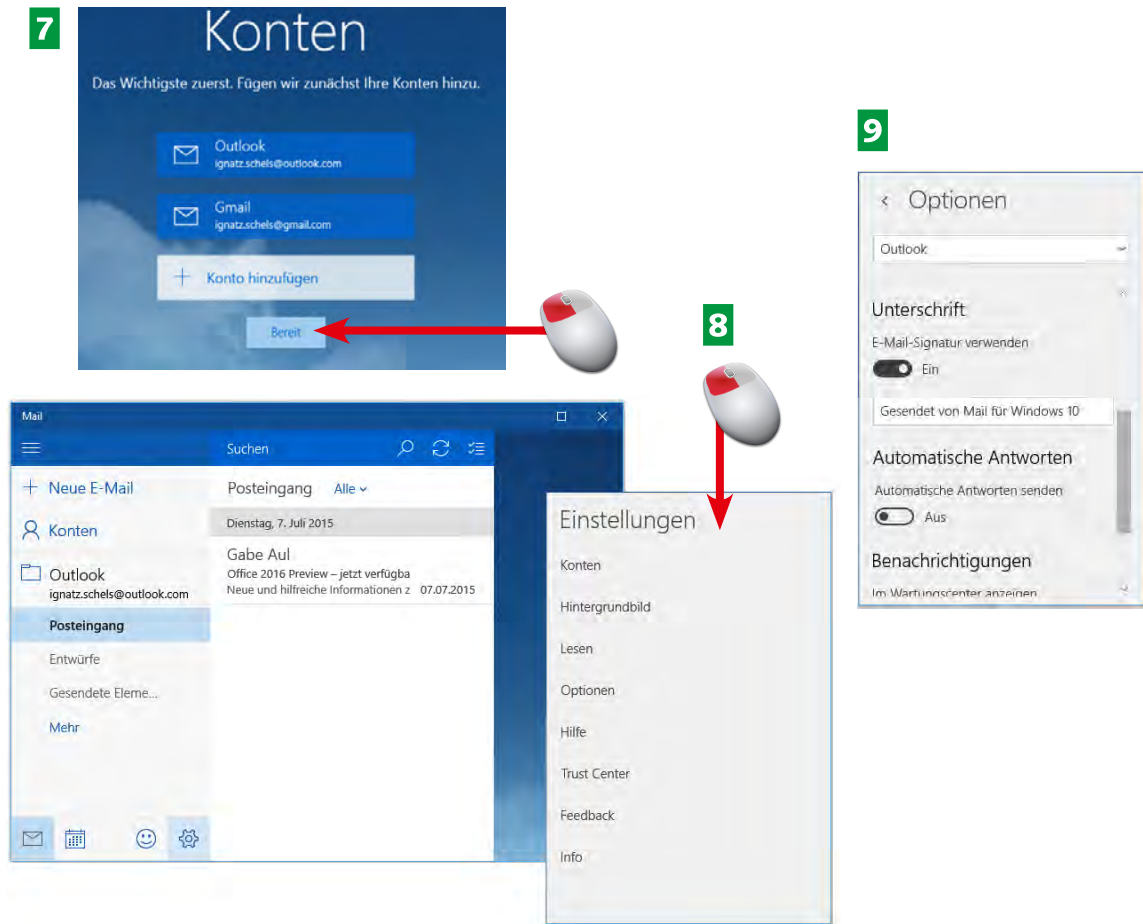 7
Konten
Das Wichtigste zuerst. Fügen wir zunächst Ihre Konten hinzu.
Outlook
ignatz.schels@outlook.com
Gmail
ignatz.schels@gmail.com
Konto hinzufügen
Bereit
8
Mail
Suchen
Neue E-Mail
Konten
Outlook
ignatz.schels@outlook.com
Posteingang
Entwürfe
Gesendete Eleme...
Mehr
Posteingang Alle
Dienstag, 7. Juli 2015
Gabe Aul
Office 2016 Preview – jetzt verfügba
Neue und hilfreiche Informationen z 07.07.2015
Einstellungen
Konten
Hintergrundbild
Lesen
Optionen
Hilfe
Trust Center
Feedback
Info
9
Optionen
Outlook
Unterschrift
E-Mail-Signatur verwenden
Ein
Gesendet von Mail für Windows 10
Automatische Antworten
Automatische Antworten senden
Aus
Benachrichtigungen
Im Wartungscenter anzeigen